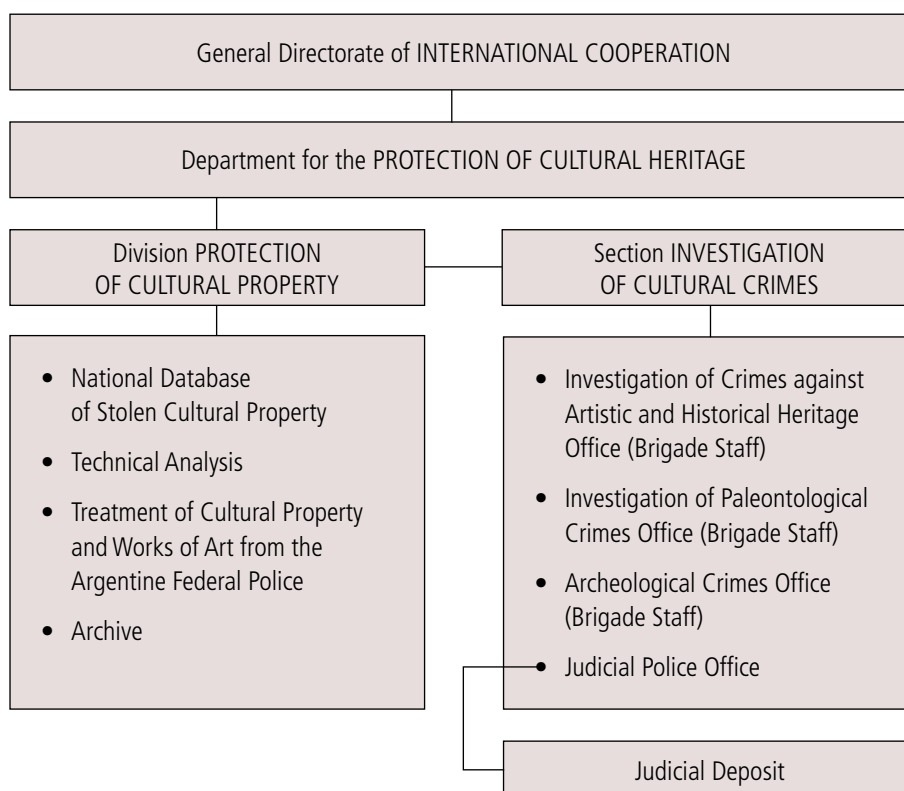 General Directorate of INTERNATIONAL COOPERATION
Department for the PROTECTION OF CULTURAL HERITAGE
Division PROTECTION
OF CULTURAL PROPERTY
Section INVESTIGATION
OF CULTURAL CRIMES
• National Database
of Stolen Cultural Property
• Technical Analysis
• Treatment of Cultural Property
and Works of Art from the
Argentine Federal Police
• Archive
• Investigation of Crimes against
Artistic and Historical Heritage
Office (Brigade Staff)
• Investigation of Paleontological
Crimes Office (Brigade Staff)
• Archeological Crimes Office
(Brigade Staff)
• Judicial Police Office
Judicial Deposit